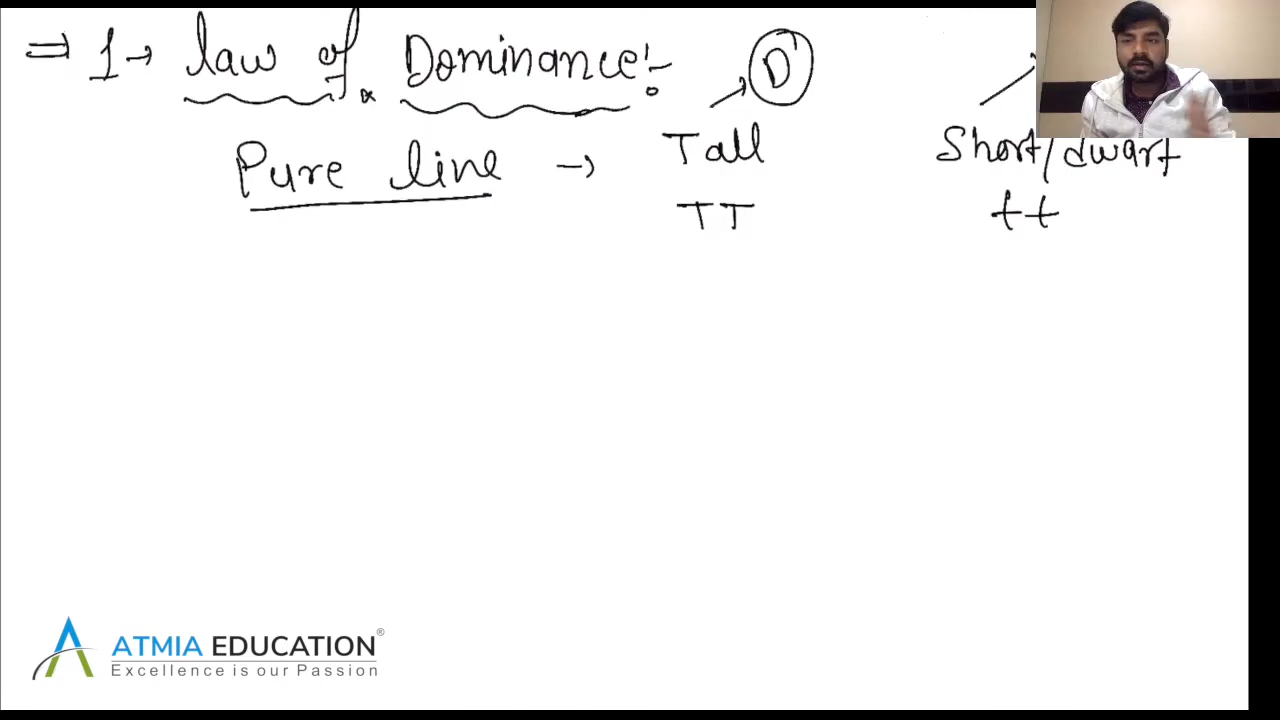 ⇒ 1→ law of Dominance:-
D
Pure line → Tall Short/dwarf
TT tt
ATMIA EDUCATION®
Excellence is our Passion